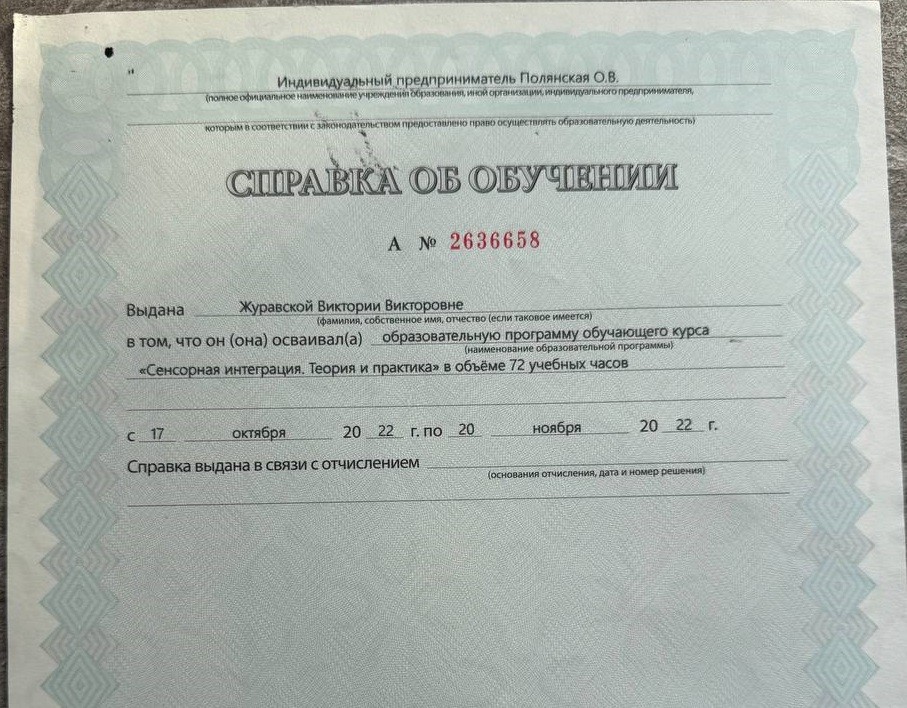 Индивидуальный предприниматель Полянская О.В.
(полное официальное наименование учреждения образования, иной организации, индивидуального предпринимателя,
которым в соответствии с законодательством предоставлено право осуществлять образовательную деятельность)
СПРАВКА ОБ ОБУЧЕНИИ
А № 2636658
Выдана Журавской Виктории Викторовне
(фамилия, собственное имя, отчество (если таковое имеется)
в том, что он (она) осваивал(а) образовательную программу обучающего курса
(наименование образовательной программы)
«Сенсорная интеграция. Теория и практика» в объёме 72 учебных часов
с 17 октября 20 22 г. по 20 ноября 20 22 г.
Справка выдана в связи с отчислением
(основания отчисления, дата и номер решения)